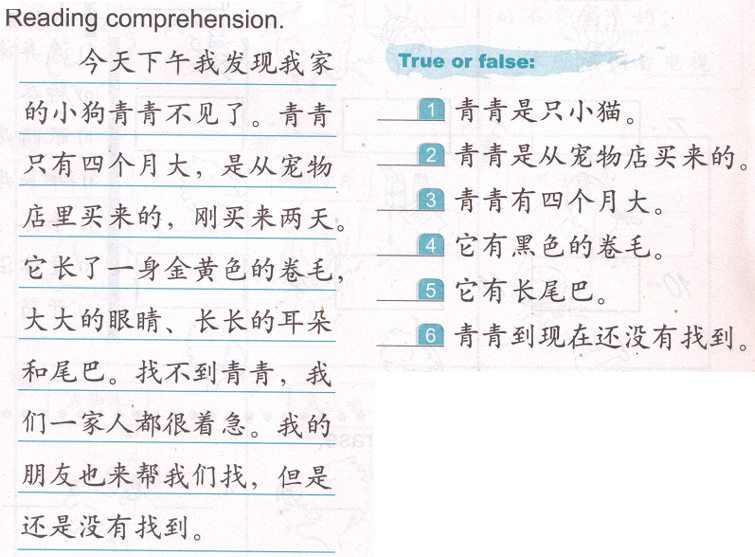 Reading comprehension.
今天下午我发现我家
的小狗青青不见了。青青
只有四个月大，是从宠物
店里买来的，刚买来两天。
它长了一身金黄色的卷毛，
大大的眼睛、长长的耳朵
和尾巴。找不到青青，我
们一家人都很着急。我的
朋友也来帮我们找，但是
还是没有找到。
True or false:
1 青青是只小猫。
2 青青是从宠物店买来的。
3 青青有四个月大。
4 它有黑色的卷毛。
5 它有长尾巴。
6 青青到现在还没有找到。